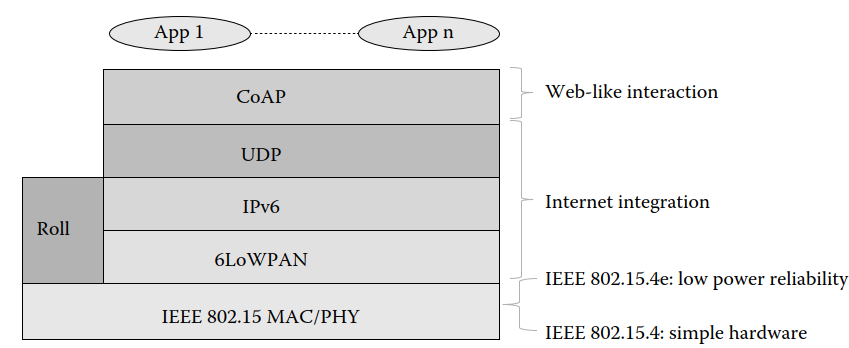 App 1
App n
CoAP
Web-like interaction
UDP
IPv6
Internet integration
Roll
6LoWPAN
IEEE 802.15.4e: low power reliability
IEEE 802.15 MAC/PHY
IEEE 802.15.4: simple hardware